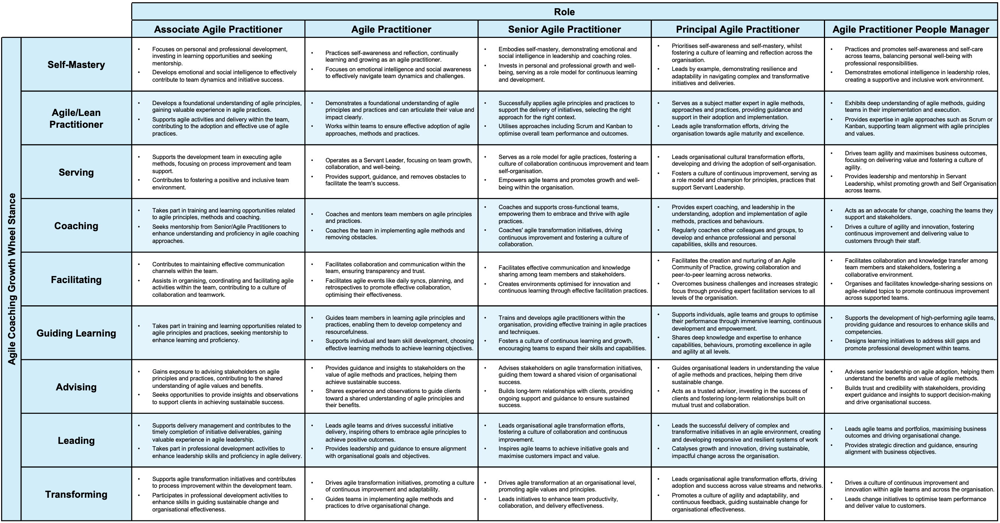 Role
Associate Agile Practitioner
Agile Practitioner
Senior Agile Practitioner
Principal Agile Practitioner
Agile Practitioner People Manager
Agile Coaching Growth Wheel Stance
Self-Mastery
• Focuses on personal and professional development,
investing in learning opportunities and seeking
mentorship.
• Develops emotional and social intelligence to effectively
contribute to team dynamics and initiative success.
• Practices self-awareness and reflection, continually
learning and growing as an agile practitioner.
• Focuses on emotional intelligence and social awareness
to effectively navigate team dynamics and challenges.
• Embodies self-mastery, demonstrating emotional and
social intelligence in leadership and coaching roles.
• Invests in personal and professional growth and well-
being, serving as a role model for continuous learning
and development.
• Prioritises self-awareness and self-mastery, whilst
fostering a culture of learning and reflection across the
organisation.
• Leads by example, demonstrating resilience and
adaptability in navigating complex and transformative
initiatives and deliveries.
• Practices and promotes self-awareness and self-care
across teams, balancing personal well-being with
professional responsibilities.
• Demonstrates emotional intelligence in leadership roles,
creating a supportive and inclusive work environment.
Agile/Lean
Practitioner
• Develops a foundational understanding of agile principles,
gaining valuable experience in agile practices.
• Supports agile activities and delivery within the team,
contributing to the adoption and effective use of agile
practices.
• Demonstrates a foundational understanding of agile
principles and practices and can articulate their value and
impact clearly.
• Works within teams to ensure effective adoption of agile
approaches, methods and practices.
• Successfully applies agile principles and practices to
support the delivery of initiatives, selecting the right
approach for the right context.
• Utilises approaches including Scrum and Kanban to
optimise overall team performance and outcomes.
• Serves as a subject matter expert in agile methods,
approaches and practices, providing guidance and
support in their adoption and implementation.
• Leads agile transformation efforts, driving the
organisation towards agile maturity and excellence.
• Exhibits deep understanding of agile methods, guiding
teams in their implementation and execution.
• Provides expertise in agile approaches such as Scrum or
Kanban, supporting team alignment with agile principles
and values.
Serving
• Supports the development team in executing agile
methods, focusing on process improvement and team
support.
• Contributes to fostering a positive and inclusive team
environment.
• Operates as a Servant Leader, focusing on team growth,
collaboration, and well-being.
• Provides support, guidance, and removes obstacles to
facilitate the team's success.
• Serves as a role model for agile practices, fostering a
culture of collaboration continuous improvement and team
self-organisation.
• Empowers agile teams and promotes growth and well-
being within the organisation.
• Leads organisational cultural transformation efforts,
developing and driving the adoption of self-organisation.
• Fosters a culture of continuous improvement, serving as
a role model and champion for principles, practices that
support Servant Leadership.
• Drives team agility and maximises business outcomes,
focusing on delivering value and fostering a culture of
agility.
• Provides leadership and mentorship in Servant
Leadership, whilst promoting growth and Self Organisation
across teams.
Coaching
• Takes part in training and learning opportunities related
to agile principles, methods and coaching.
• Seeks mentorship from Senior/Agile Practitioners to
enhance understanding and proficiency in agile coaching
approaches.
• Coaches and mentors team members on agile principles
and practices.
• Coaches the team in implementing agile methods and
removing obstacles.
• Coaches and supports cross-functional teams,
empowering them to embrace and thrive with agile
practices.
• Coaches' agile transformation initiatives, driving
continuous improvement and fostering a culture of
collaboration.
• Provides expert coaching, and leadership in the
understanding, adoption and implementation of agile
methods, practices and behaviours.
• Regularly coaches other colleagues and groups, to
develop and enhance professional and personal
capabilities, skills and resources.
• Acts as an advocate for change, coaching the teams they
support and stakeholders.
• Drives a culture of agility and innovation, fostering
continuous improvement and delivering value to
customers through their staff.
Facilitating
• Contributes to maintaining effective communication
channels within the team.
• Assists in organising, coordinating and facilitating agile
activities within the team, contributing to a culture of
collaboration and teamwork.
• Facilitates collaboration and communication within the
team, ensuring transparency and trust.
• Facilitates agile events like daily syncs, planning, and
retrospectives to promote effective collaboration,
optimising their effectiveness.
• Facilitates effective communication and knowledge
sharing among team members and stakeholders.
• Creates environments optimised for innovation and
continuous learning through effective facilitation practices.
• Facilitates the creation and nurturing of an Agile
Community of Practice, growing collaboration and
peer-to-peer learning across networks.
• Overcomes business challenges and increases strategic
focus through providing expert facilitation services to all
levels of the organisation.
• Facilitates collaboration and knowledge transfer among
team members and stakeholders, fostering a
collaborative environment.
• Organises and facilitates knowledge-sharing sessions on
agile-related topics to promote continuous improvement
across supported teams.
Guiding Learning
• Takes part in training and learning opportunities related to
agile principles and practices, seeking mentorship to
enhance learning and proficiency.
• Guides team members in learning agile principles and
practices, enabling them to develop competency and
resourcefulness.
• Supports individual and team skill development, choosing
effective learning methods to achieve learning objectives.
• Trains and develops agile practitioners within the
organisation, providing effective training in agile practices
and techniques.
• Fosters a culture of continuous learning and growth,
encouraging teams to expand their skills and capabilities.
• Supports individuals, agile teams and groups to optimise
their performance through immersive learning, continuous
development and empowerment.
• Shares deep knowledge and expertise to enhance
capabilities, behaviours, promoting excellence in agile
and agility at all levels.
• Supports the development of high-performing agile teams,
providing guidance and resources to enhance skills and
competencies.
• Designs learning initiatives to address skill gaps and
promote professional development within teams.
Advising
• Gains exposure to advising stakeholders on agile
principles and practices, contributing to the shared
understanding of agile values and benefits.
• Seeks opportunities to provide insights and observations
to support clients in achieving sustainable success.
• Provides guidance and insights to stakeholders on the
value of agile methods and practices, helping them
achieve sustainable success.
• Shares experience and observations to guide clients
toward a shared understanding of agile principles and
their benefits.
• Advises stakeholders on agile transformation initiatives,
guiding them toward a shared vision of organisational
success.
• Builds long-term relationships with clients, providing
ongoing support and guidance to ensure sustained
success.
• Guides organisational leaders in understanding the value
of agile methods and practices, helping them drive
sustainable change.
• Acts as a trusted advisor, investing in the success of
clients and fostering long-term relationships built on
mutual trust and collaboration.
• Advises senior leadership on agile adoption, helping them
understand the benefits and value of agile methods.
• Builds trust and credibility with stakeholders, providing
expert guidance and insights to support decision-making
and drive organisational success.
Leading
• Supports delivery management and contributes to the
timely completion of initiative deliverables, gaining
valuable experience in agile leadership.
• Takes part in professional development activities to
enhance leadership skills and proficiency in agile delivery.
• Leads agile teams and drives successful initiative
delivery, inspiring others to embrace agile principles to
achieve positive outcomes.
• Provides leadership and guidance to ensure alignment
with organisational goals and objectives.
• Leads organisational agile transformation efforts,
fostering a culture of collaboration and continuous
improvement.
• Inspires agile teams to achieve initiative goals and
maximise customers impact and value.
• Leads the successful delivery of complex and
transformative initiatives in an agile environment, creating
and developing responsive and resilient systems of work
• Catalyses growth and innovation, driving sustainable,
impactful change across the organisation.
• Leads agile teams and portfolios, maximising business
outcomes and driving organisational change.
• Provides strategic direction and guidance, ensuring
alignment with business objectives.
Transforming
• Supports agile transformation initiatives and contributes
to process improvement within the development team.
• Participates in professional development activities to
enhance skills in guiding sustainable change and
organisational effectiveness.
• Drives agile transformation initiatives, promoting a culture
of continuous improvement and adaptability.
• Guides teams in implementing agile methods and
practices to drive organisational change.
• Drives agile transformation at an organisational level,
promoting agile values and principles.
• Leads initiatives to enhance team productivity,
collaboration, and delivery effectiveness.
• Leads organisational agile transformation efforts, driving
adoption and success across value streams and networks.
• Promotes a culture of agility and adaptability, and
continuous feedback, guiding sustainable change for
organisational effectiveness.
• Drives a culture of continuous improvement and
innovation within agile teams and across the organisation.
• Leads change initiatives to optimise team performance
and deliver value to customers.